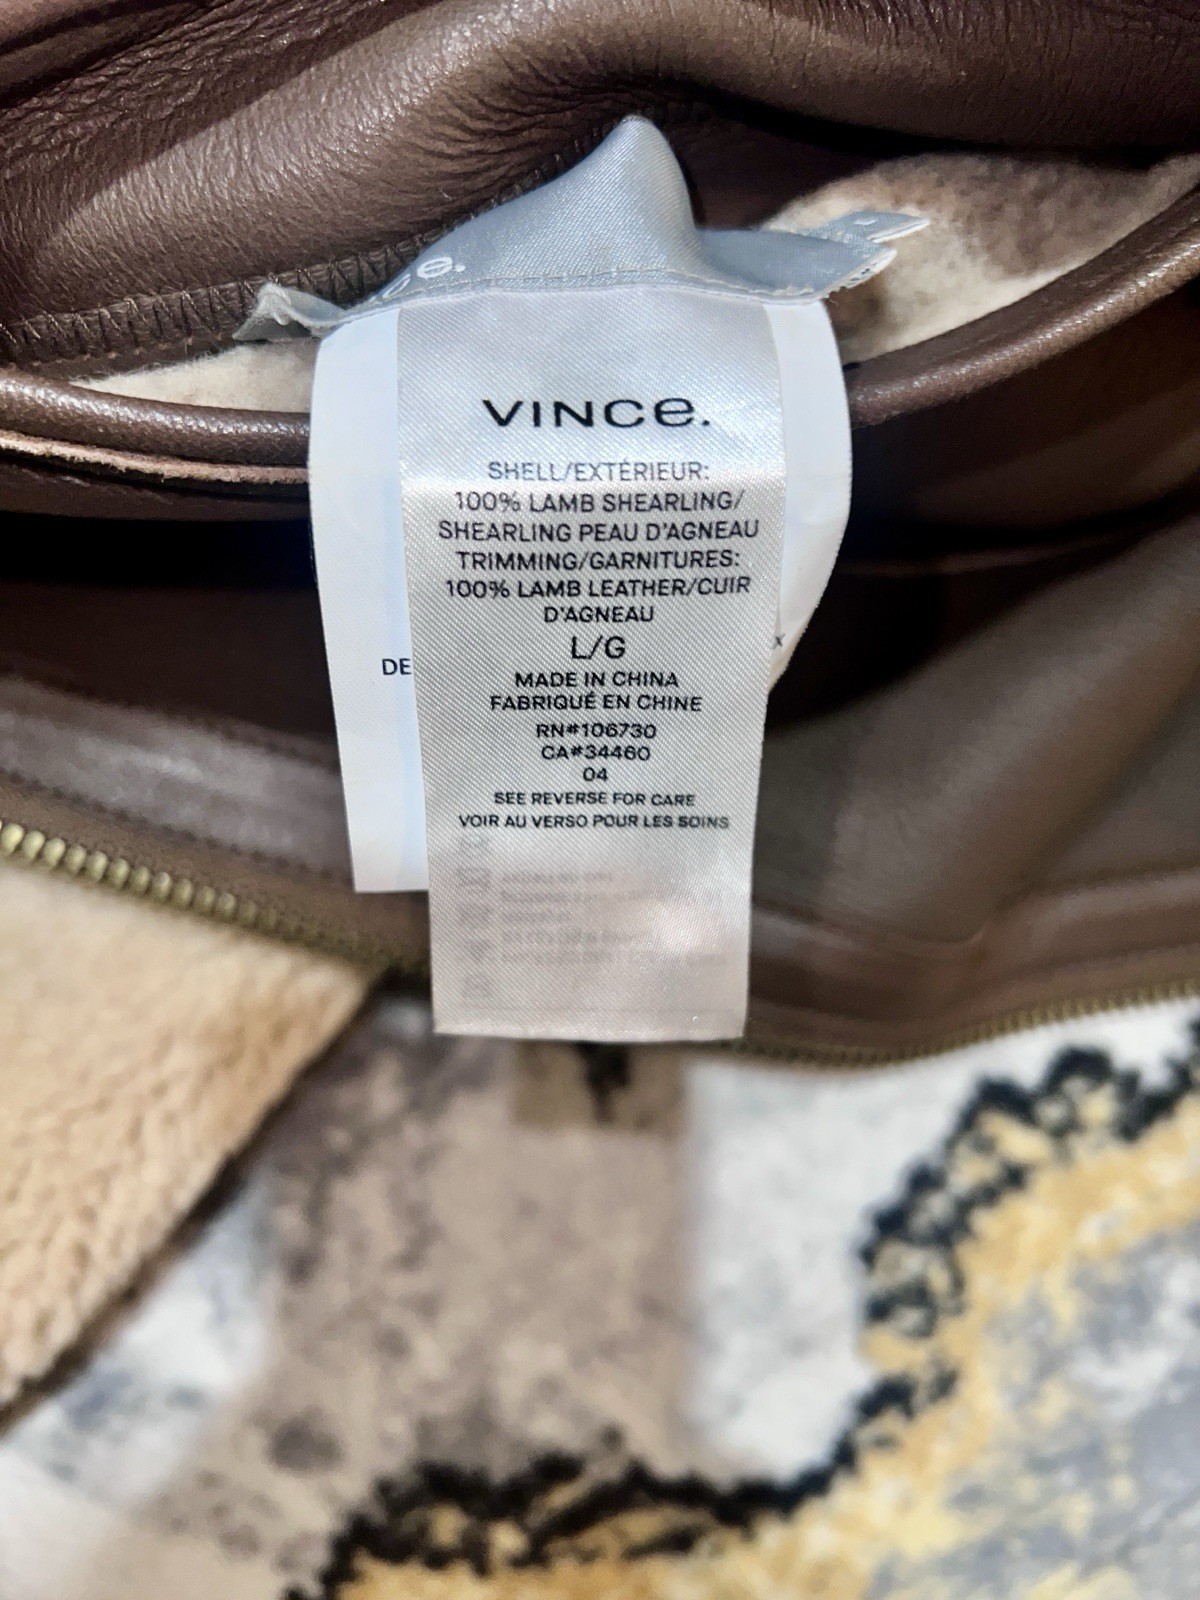 VINCe.
SHELL/EXTÉRIEUR:
100% LAMB SHEARLING/
SHEARLING PEAU D'AGNEAU
TRIMMING/GARNITURES:
100% LAMB LEATHER/CUIR
D'AGNEAU
L/G
MADE IN CHINA
FABRIQUÉ EN CHINE
RN#106730
CA#34460
04
SEE REVERSE FOR CARE
VOIR AU VERSO POUR LES SOINS
DE